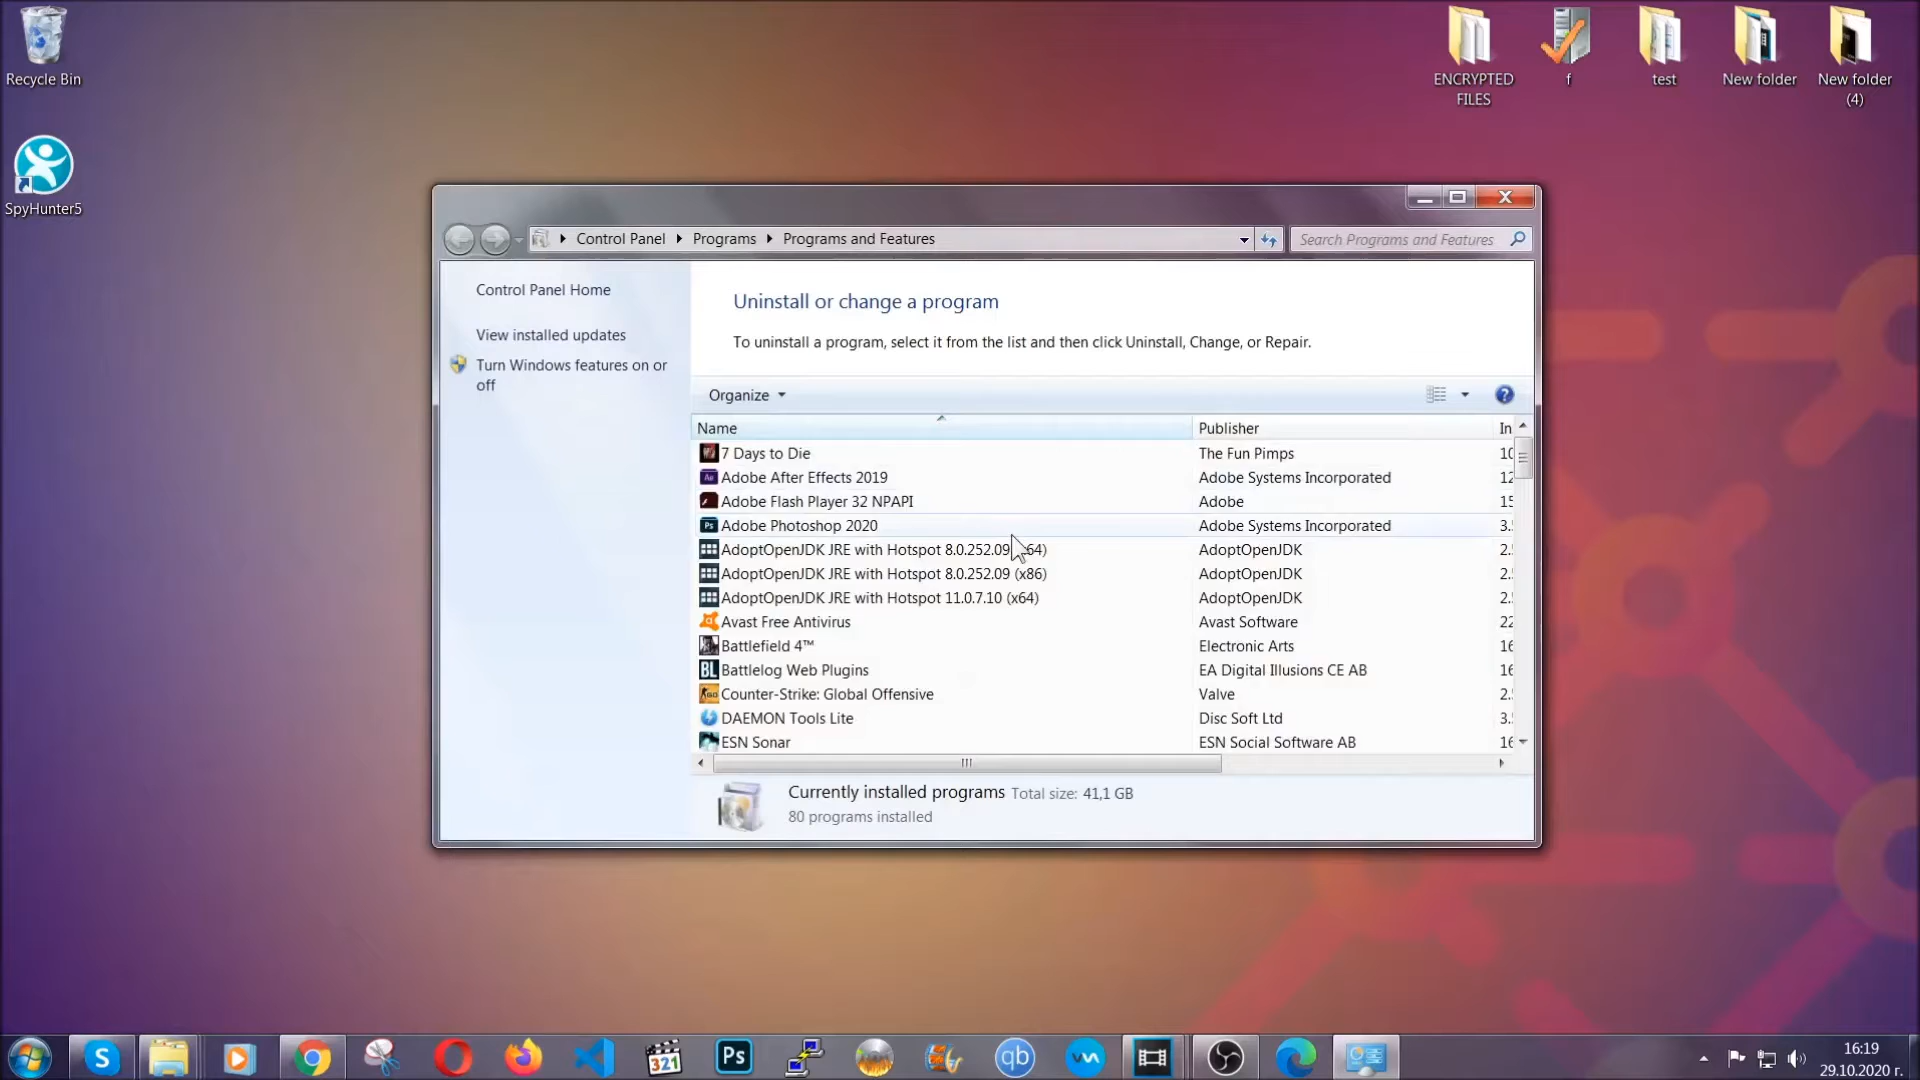 Recycle Bin
SpyHunter5
ENCRYPTED
FILES
f
test
New folder
New folder
(4)
Control Panel
Programs
Programs and Features
Search Programs and Features
Control Panel Home
View installed updates
Turn Windows features on or
off
Uninstall or change a program
To uninstall a program, select it from the list and then click Uninstall, Change, or Repair.
Organize
Name Publisher In
7 Days to Die The Fun Pimps 10
Adobe After Effects 2019 Adobe Systems Incorporated 12
Adobe Flash Player 32 NPAPI Adobe 15
Adobe Photoshop 2020 Adobe Systems Incorporated 3.
AdoptOpenJDK JRE with Hotspot 8.0.252.09 x64) AdoptOpenJDK 2.
AdoptOpenJDK JRE with Hotspot 8.0.252.09 (x86) AdoptOpenJDK 2.
AdoptOpenJDK JRE with Hotspot 11.0.7.10 (x64) AdoptOpenJDK 2.
Avast Free Antivirus Avast Software 22
Battlefield 4™ Electronic Arts 16
BL Battlelog Web Plugins EA Digital Illusions CE AB 16
Counter-Strike: Global Offensive Valve 2.
DAEMON Tools Lite Disc Soft Ltd 3.
ESN Sonar ESN Social Software AB 16
Currently installed programs Total size: 41,1 GB
80 programs installed
S
321
Ps
qb
16:19
29.10.2020 г.